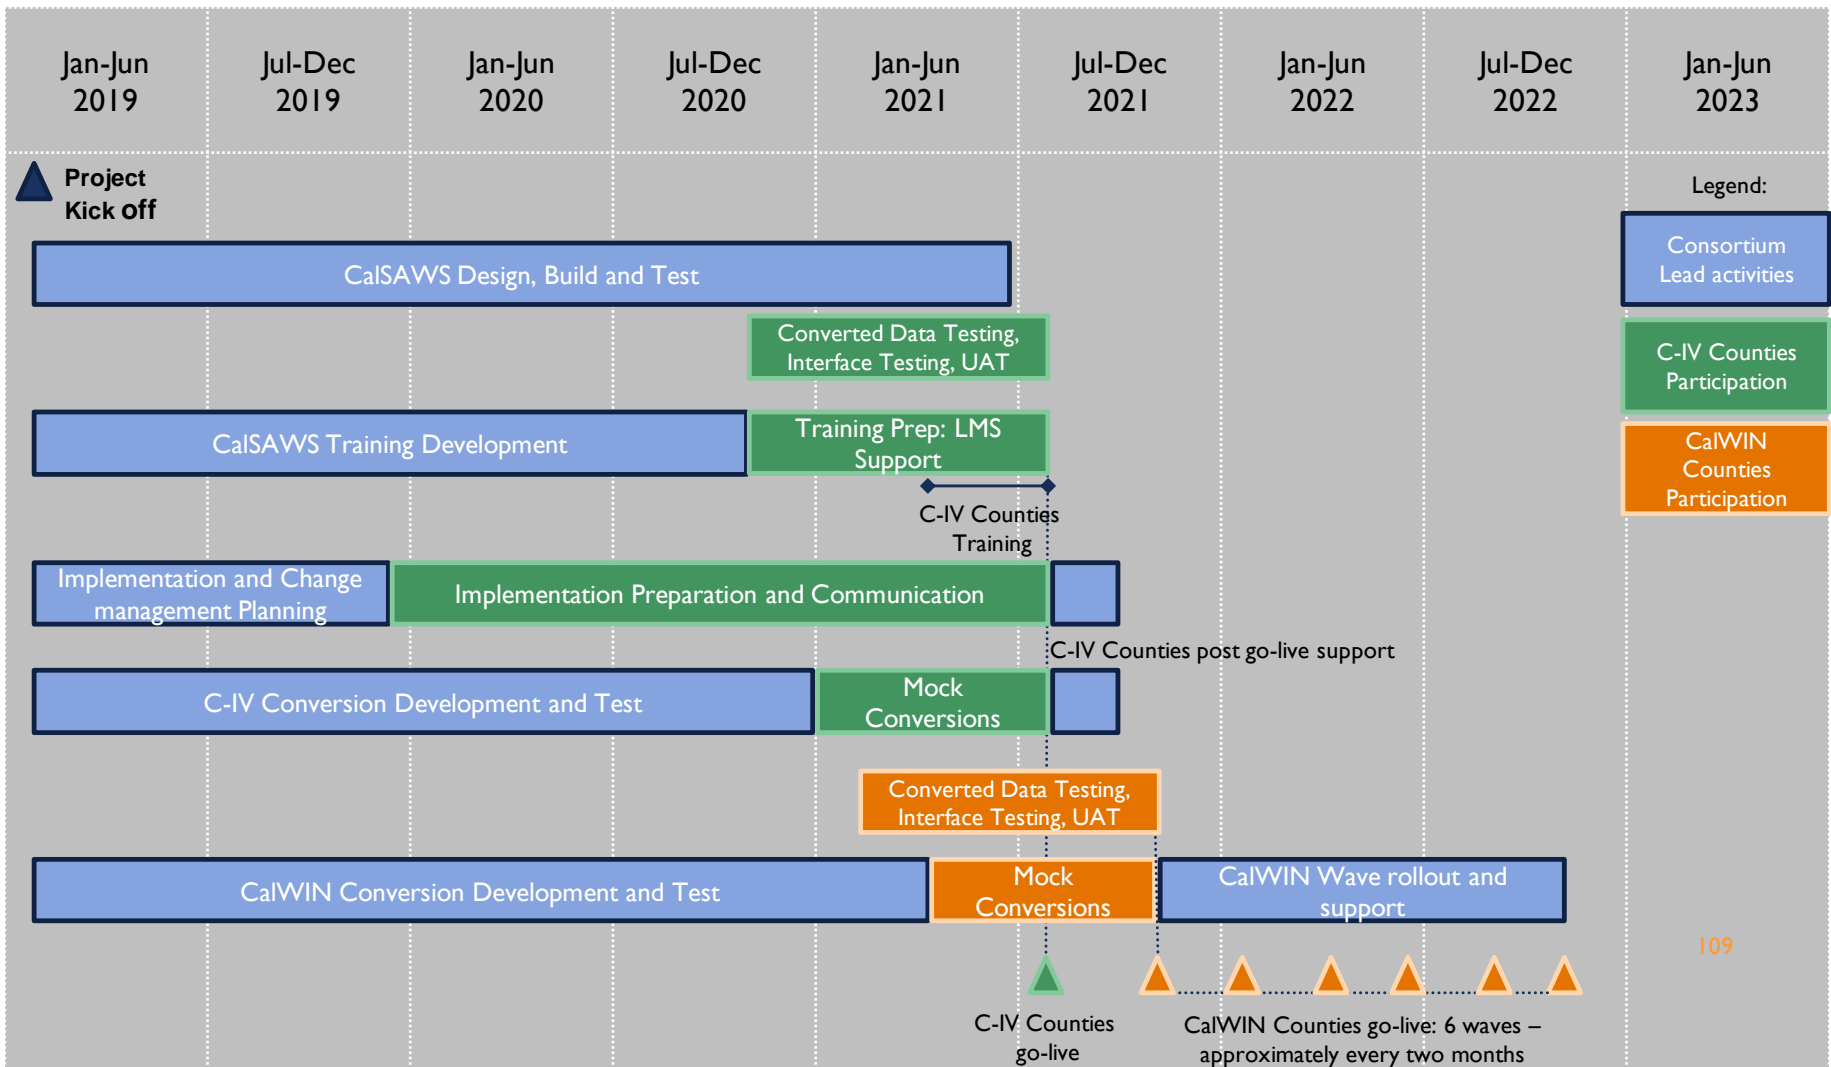 Jan-Jun
2019
Jul-Dec
2019
Jan-Jun
2020
Jul-Dec
2020
Jan-Jun
2021
Jul-Dec
2021
Jan-Jun
2022
Jul-Dec
2022
Jan-Jun
2023
Project
Kick off
Legend:
Consortium
Lead activities
C-IV Counties
Participation
CalWIN
Counties
Participation
CalSAWS Design, Build and Test
Converted Data Testing,
Interface Testing, UAT
CalSAWS Training Development
Training Prep: LMS
Support
C-IV Counties
Training
Implementation and Change
management Planning
Implementation Preparation and Communication
C-IV Counties post go-live support
C-IV Conversion Development and Test
Mock
Conversions
Converted Data Testing,
Interface Testing, UAT
CalWIN Conversion Development and Test
Mock
Conversions
CalWIN Wave rollout and
support
109
C-IV Counties
go-live
CalWIN Counties go-live: 6 waves –
approximately every two months